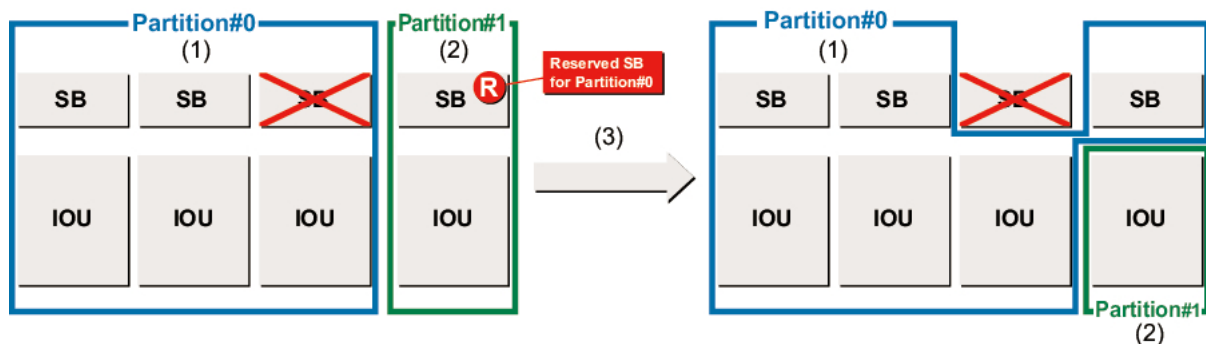 Partition#0
(1)
Partition#1
(2)
SB
SB
SB
SB
R
Reserved SB
for Partition#0
IOU
IOU
IOU
IOU
(3)
Partition#0
(1)
SB
SB
SB
SB
IOU
IOU
IOU
IOU
Partition#1
(2)